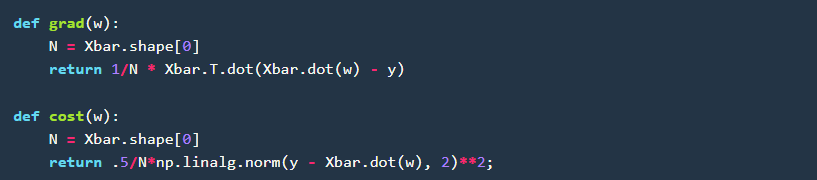 def grad(w):
    N = Xbar.shape[0]
    return 1/N * Xbar.T.dot(Xbar.dot(w) - y)

def cost(w):
    N = Xbar.shape[0]
    return .5/N*np.linalg.norm(y - Xbar.dot(w), 2)**2;